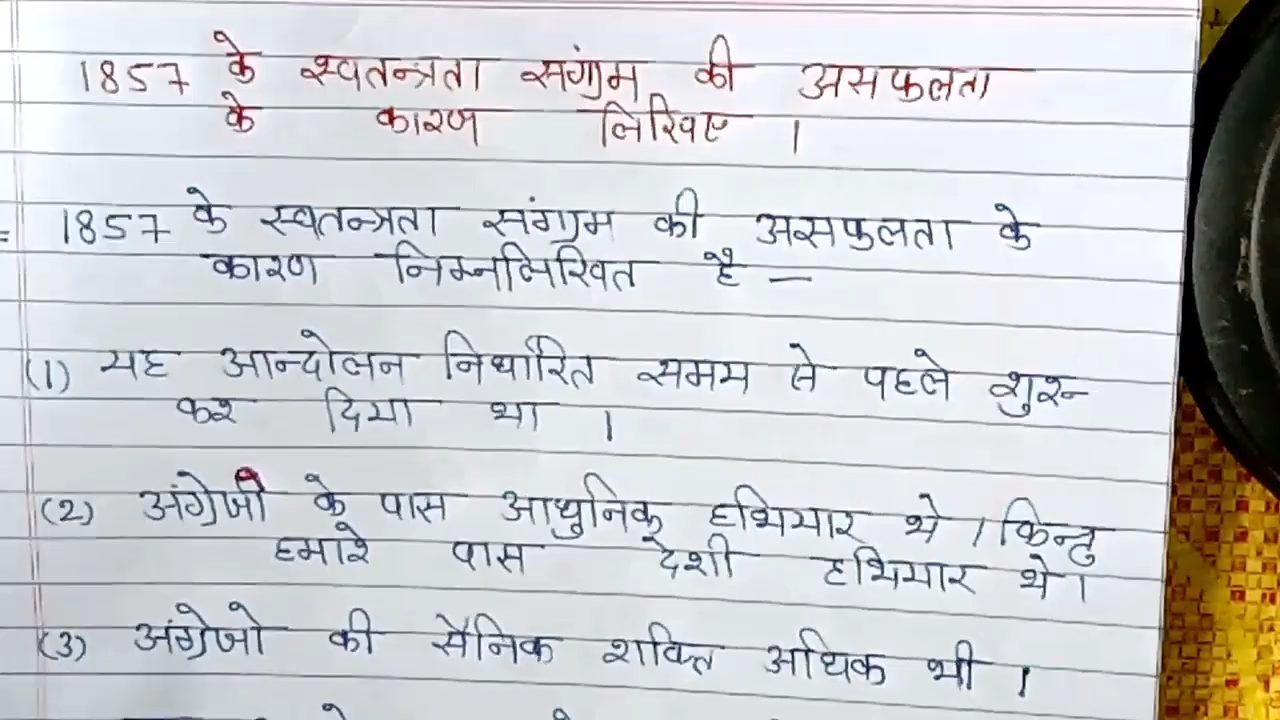 1857 के स्वतन्त्रता संग्राम की असफलता
के कारण लिखिए ।
= 1857 के स्वतन्त्रता संग्राम की असफलता के
कारण निम्नलिखित है –
(1) यह आन्दोलन निर्धारित समय से पहले शुरू
कर दिया था ।
(2) अंग्रेजो के पास आधुनिक हथियार थे । किन्तु
हमारे पास देशी हथियार थे।
(3) अंग्रेजो की सैनिक शक्ति अधिक थी ।